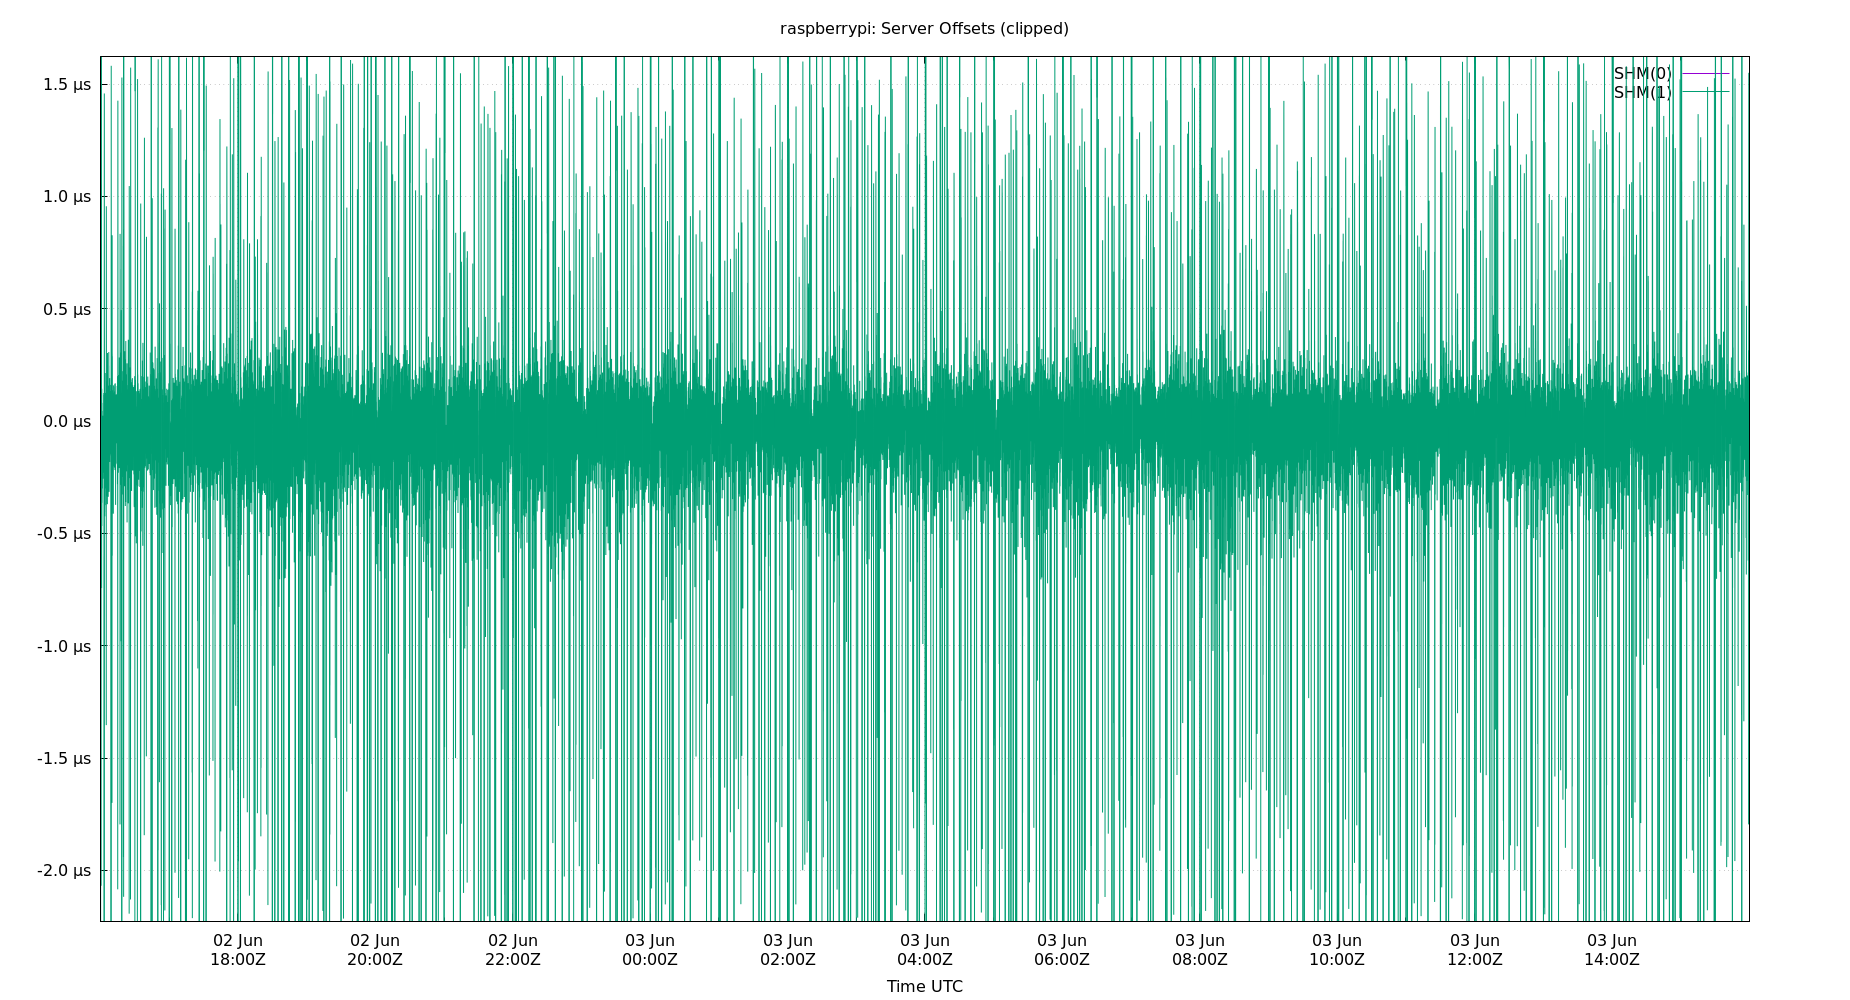 raspberrypi: Server Offsets (clipped)
SHM(0)
SHM(1)
1.5 µs
1.0 µs
0.5 µs
0.0 µs
-0.5 µs
-1.0 µs
-1.5 µs
-2.0 µs
02 Jun 02 Jun 02 Jun 03 Jun 03 Jun 03 Jun 03 Jun 03 Jun 03 Jun 03 Jun 03 Jun
18:00Z 20:00Z 22:00Z 00:00Z 02:00Z 04:00Z 06:00Z 08:00Z 10:00Z 12:00Z 14:00Z
Time UTC